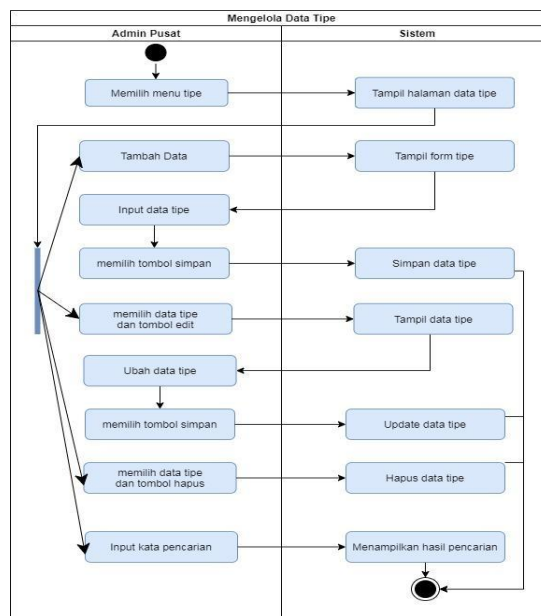 Mengelola Data Tipe
Admin Pusat
Sistem
Memilih menu tipe
Tampil halaman data tipe
Tambah Data
Tampil form tipe
Input data tipe
memilih tombol simpan
Simpan data tipe
memilih data tipe
dan tombol edit
Tampil data tipe
Ubah data tipe
memilih tombol simpan
Update data tipe
memilih data tipe
dan tombol hapus
Hapus data tipe
Input kata pencarian
Menampilkan hasil pencarian